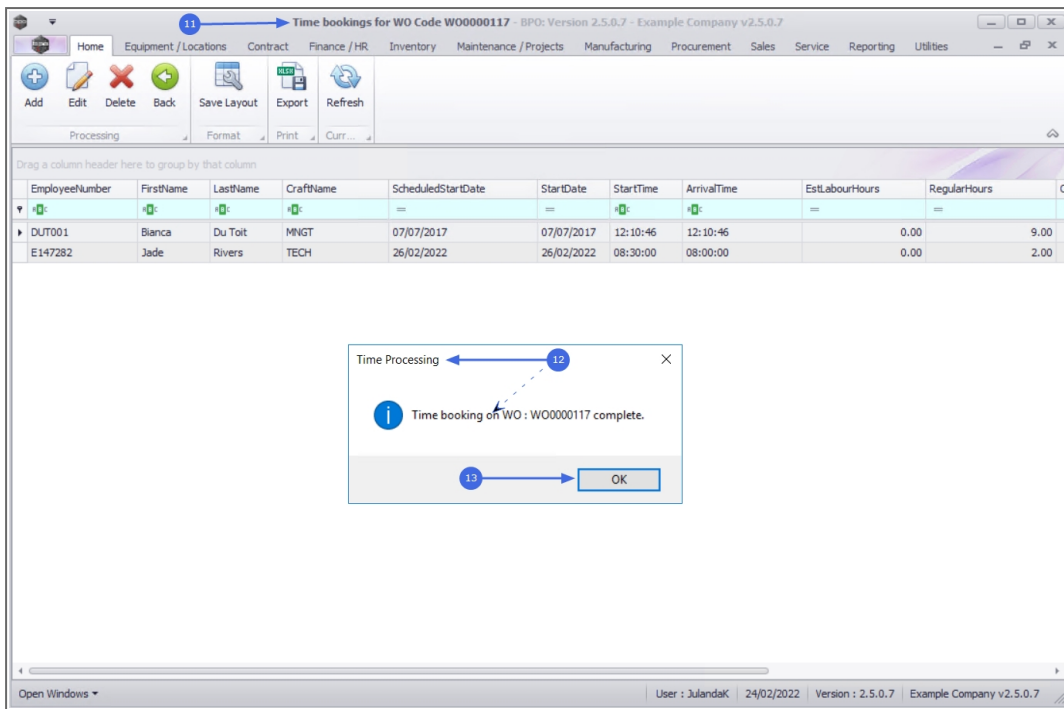 11
Time bookings for WO Code WO0000117 - BPO: Version 2.5.0.7 - Example Company v2.5.0.7
Home Equipment / Locations Contract Finance / HR Inventory Maintenance / Projects Manufacturing Procurement Sales Service Reporting Utilities
Add Edit Delete Back Save Layout Export Refresh
Processing Format Print Curr...
Drag a column header here to group by that column
EmployeeNumber FirstName LastName CraftName ScheduledStartDate StartDate StartTime ArrivalTime EstLabourHours RegularHours
= = = =
DUT001 Bianca Du Toit MNGT 07/07/2017 07/07/2017 12:10:46 12:10:46 0.00 9.00
E147282 Jade Rivers TECH 26/02/2022 26/02/2022 08:30:00 08:00:00 0.00 2.00
Time Processing 12
Time booking on WO : WO0000117 complete.
13 OK
Open Windows User : JulandaK 24/02/2022 Version : 2.5.0.7 Example Company v2.5.0.7